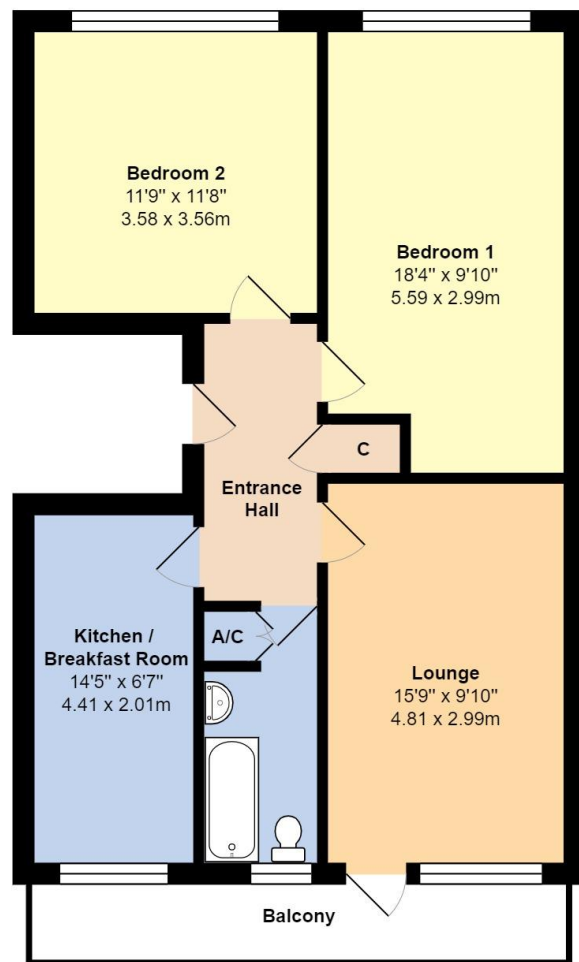 Bedroom 2
11'9" x 11'8"
3.58 x 3.56m
Bedroom 1
18'4" x 9'10"
5.59 x 2.99m
C
Entrance
Hall
A/C
Kitchen /
Breakfast Room
14'5" x 6'7"
4.41 x 2.01m
Lounge
15'9" x 9'10"
4.81 x 2.99m
Balcony